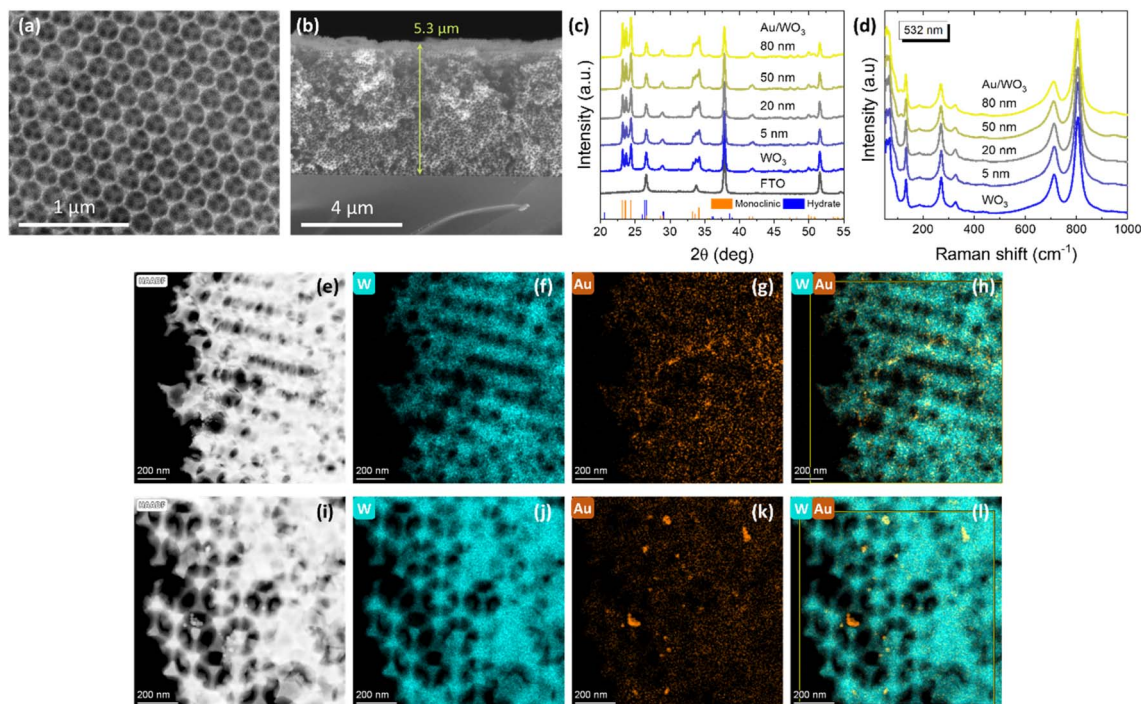 (a)
1 μm
(b)
5.3 μm
4 μm
(c)
Au/WO₃
80 nm
50 nm
20 nm
5 nm
WO₃
FTO
Monoclinic
Hydrate
Intensity (a.u.)
20 25 30 35 40 45 50 55
2θ (deg)
(d)
532 nm
Au/WO₃
80 nm
50 nm
20 nm
5 nm
WO₃
Intensity (a.u)
200 400 600 800 1000
Raman shift (cm⁻¹)
HAADF
(e)
200 nm
W
(f)
200 nm
Au
(g)
200 nm
W Au
(h)
200 nm
HAADF
(i)
200 nm
W
(j)
200 nm
Au
(k)
200 nm
W Au
(l)
200 nm